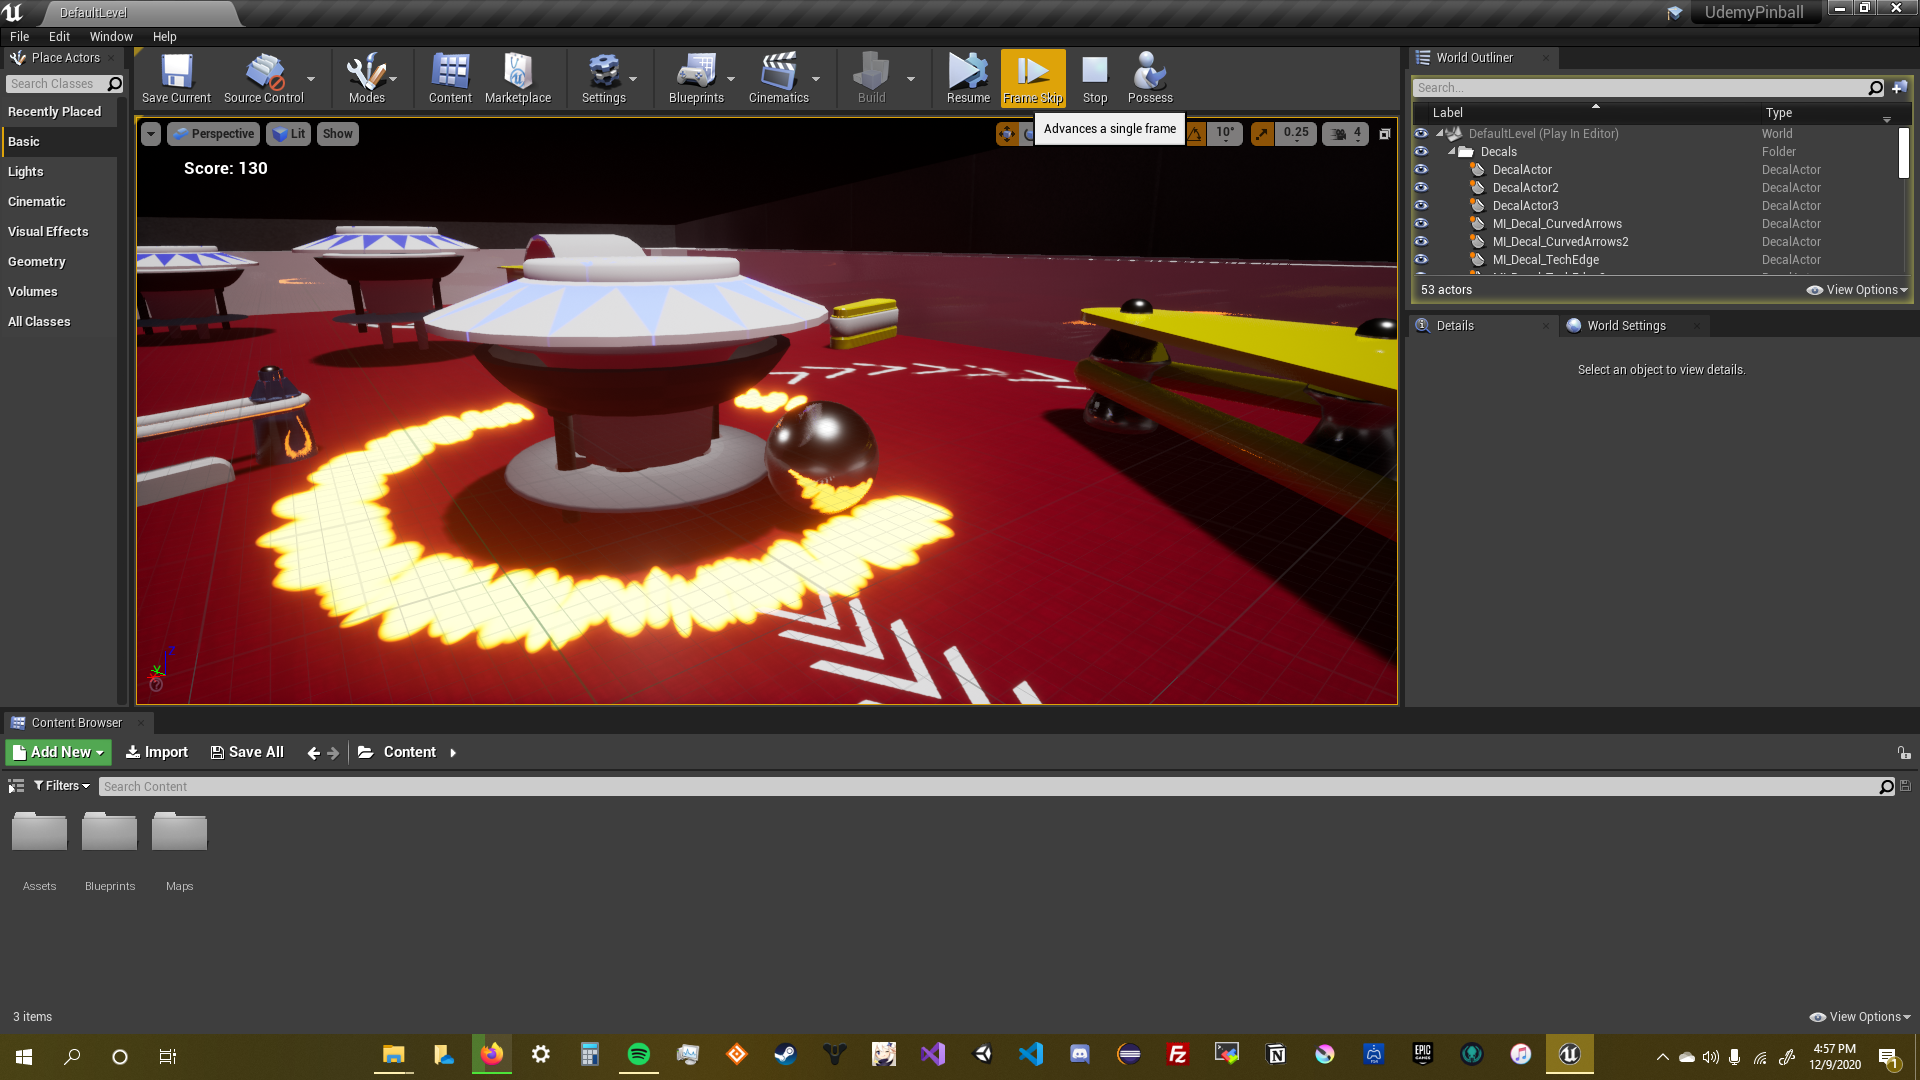 DefaultLevel
UdemyPinball
File Edit Window Help
Place Actors
Search Classes
Recently Placed
Basic
Lights
Cinematic
Visual Effects
Geometry
Volumes
All Classes
Save Current Source Control Modes Content Marketplace Settings Blueprints Cinematics Build Resume Frame Skip Stop Possess
Advances a single frame
Perspective Lit Show
10° 0.25 4
Score: 130
Z
Y
World Outliner
Search...
Label Type
DefaultLevel (Play In Editor) World
Decals Folder
DecalActor DecalActor
DecalActor2 DecalActor
DecalActor3 DecalActor
MI_Decal_CurvedArrows DecalActor
MI_Decal_CurvedArrows2 DecalActor
MI_Decal_TechEdge DecalActor
53 actors View Options
Details World Settings
Select an object to view details.
Content Browser
Add New Import Save All Content
Filters Search Content
Assets Blueprints Maps
3 items View Options
EPIC
GAMES
4:57 PM
12/9/2020
1